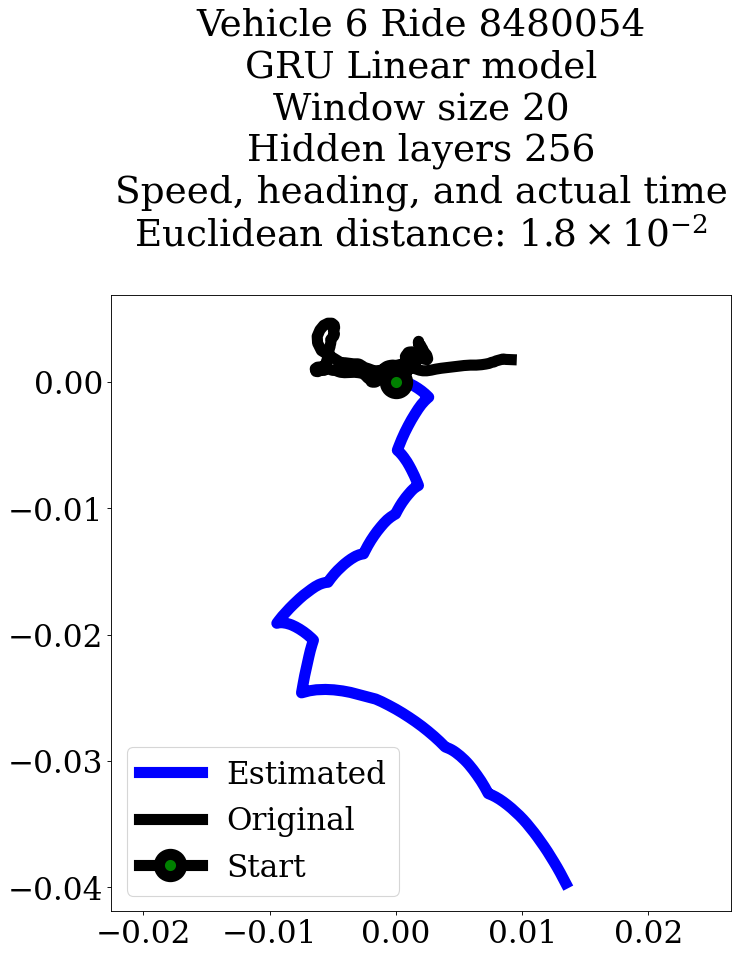 Vehicle 6 Ride 8480054
GRU Linear model
Window size 20
Hidden layers 256
Speed, heading, and actual time
Euclidean distance: 1.8 × 10⁻²
0.00
−0.01
−0.02
−0.03
−0.04
Estimated
Original
Start
−0.02 −0.01 0.00 0.01 0.02